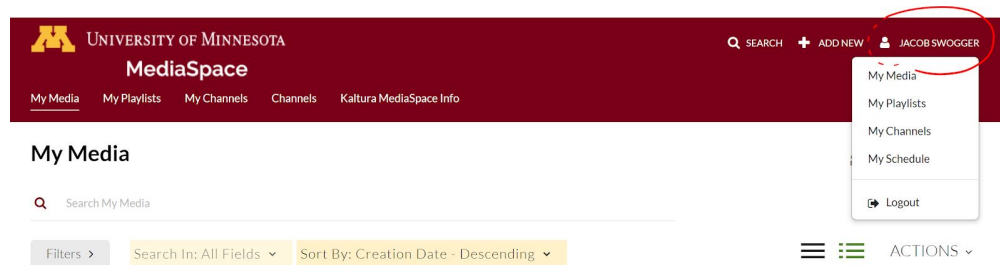 UNIVERSITY OF MINNESOTA
MediaSpace
SEARCH ADD NEW JACOB SWOGGER
My Media My Playlists My Channels Channels Kaltura MediaSpace Info
My Media
My Playlists
My Channels
My Schedule
Logout
My Media
Search My Media
Filters > Search In: All Fields Sort By: Creation Date - Descending ACTIONS